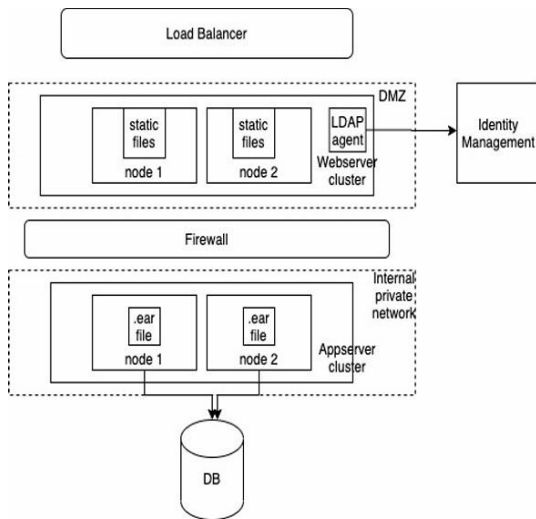 Load Balancer
DMZ
static
files
node 1
static
files
node 2
LDAP
agent
Webserver
cluster
Identity
Management
Firewall
Internal
private
network
.ear
file
node 1
.ear
file
node 2
Appserver
cluster
DB